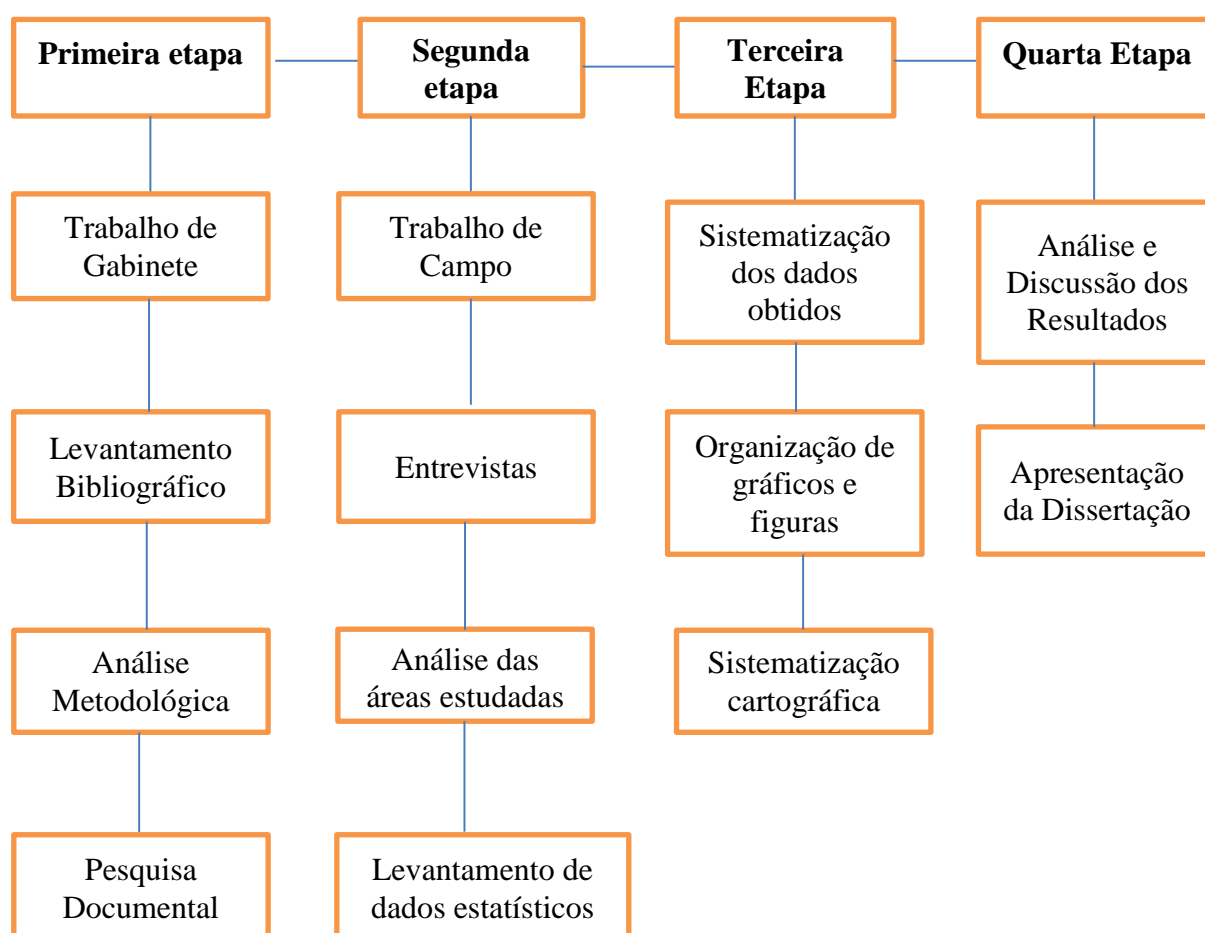 Primeira etapa
Segunda
etapa
Terceira
Etapa
Quarta Etapa
Trabalho de
Gabinete
Trabalho de
Campo
Sistematização
dos dados
obtidos
Análise e
Discussão dos
Resultados
Levantamento
Bibliográfico
Entrevistas
Organização de
gráficos e
figuras
Apresentação
da Dissertação
Análise
Metodológica
Análise das
áreas estudadas
Sistematização
cartográfica
Pesquisa
Documental
Levantamento de
dados estatísticos